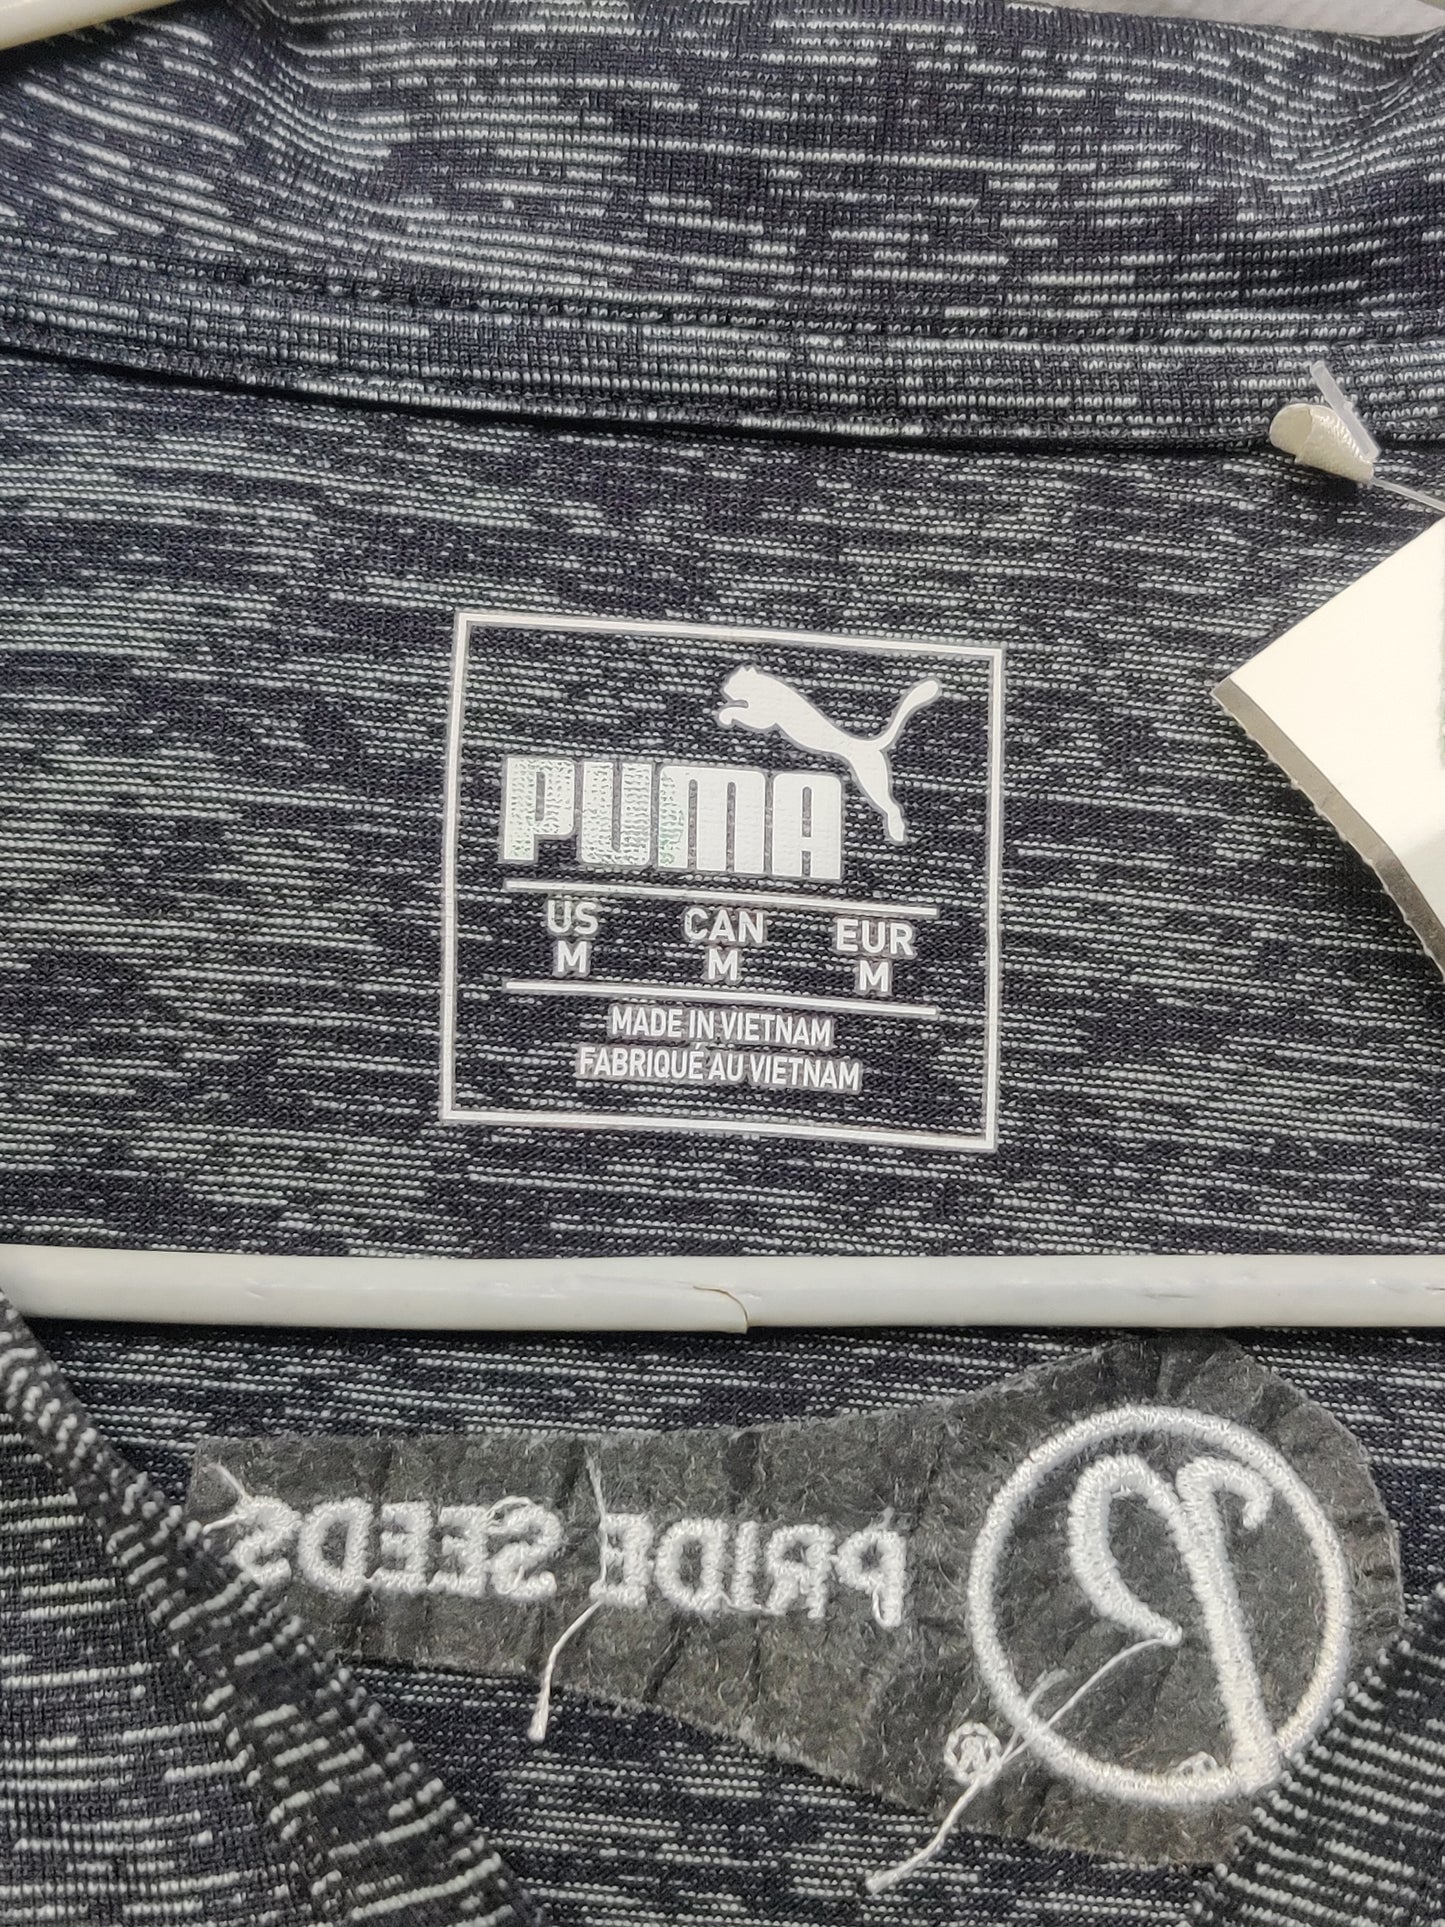 PUMA
US CAN EUR
M M M
MADE IN VIETNAM
FABRIQUÉ AU VIETNAM
PRIDE SEEDS
®